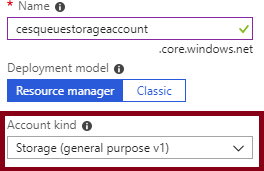 * Name
cesqueuestorageaccount
.core.windows.net
Deployment model
Resource manager Classic
Account kind
Storage (general purpose v1)